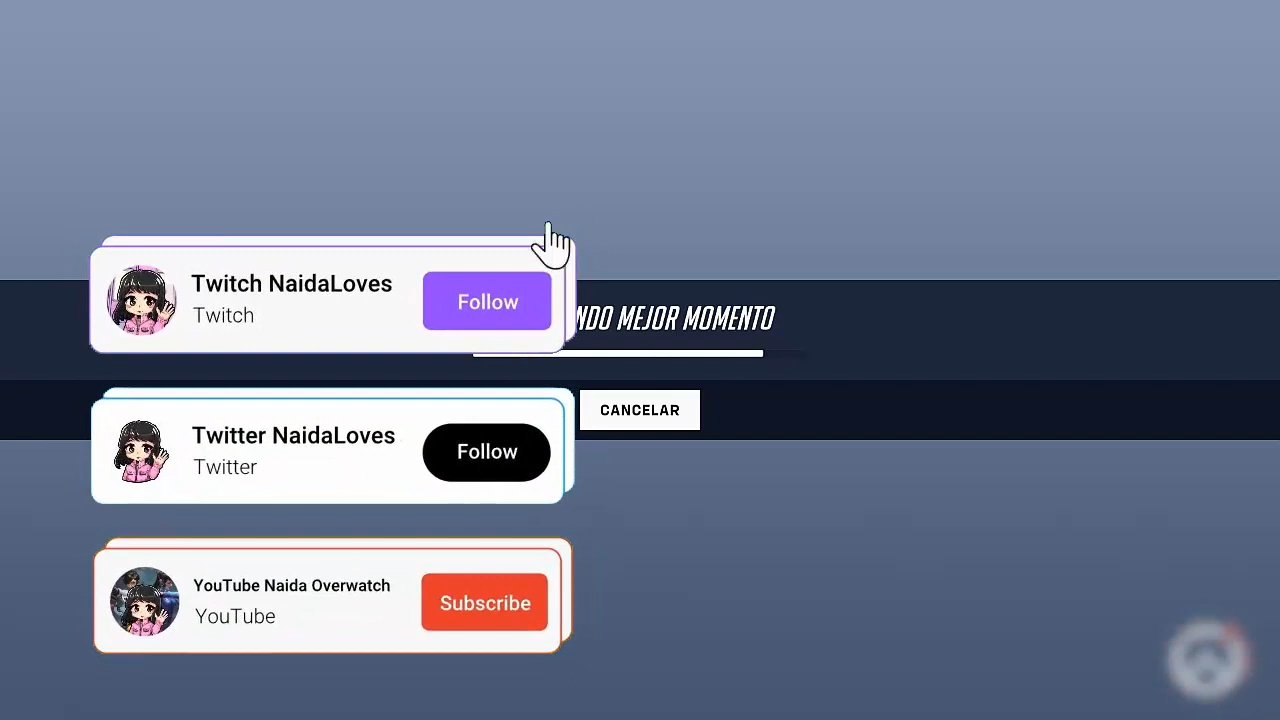 Twitch NaidaLoves
Twitch
Follow
NDO MEJOR MOMENTO
CANCELAR
Twitter NaidaLoves
Twitter
Follow
YouTube Naida Overwatch
YouTube
Subscribe